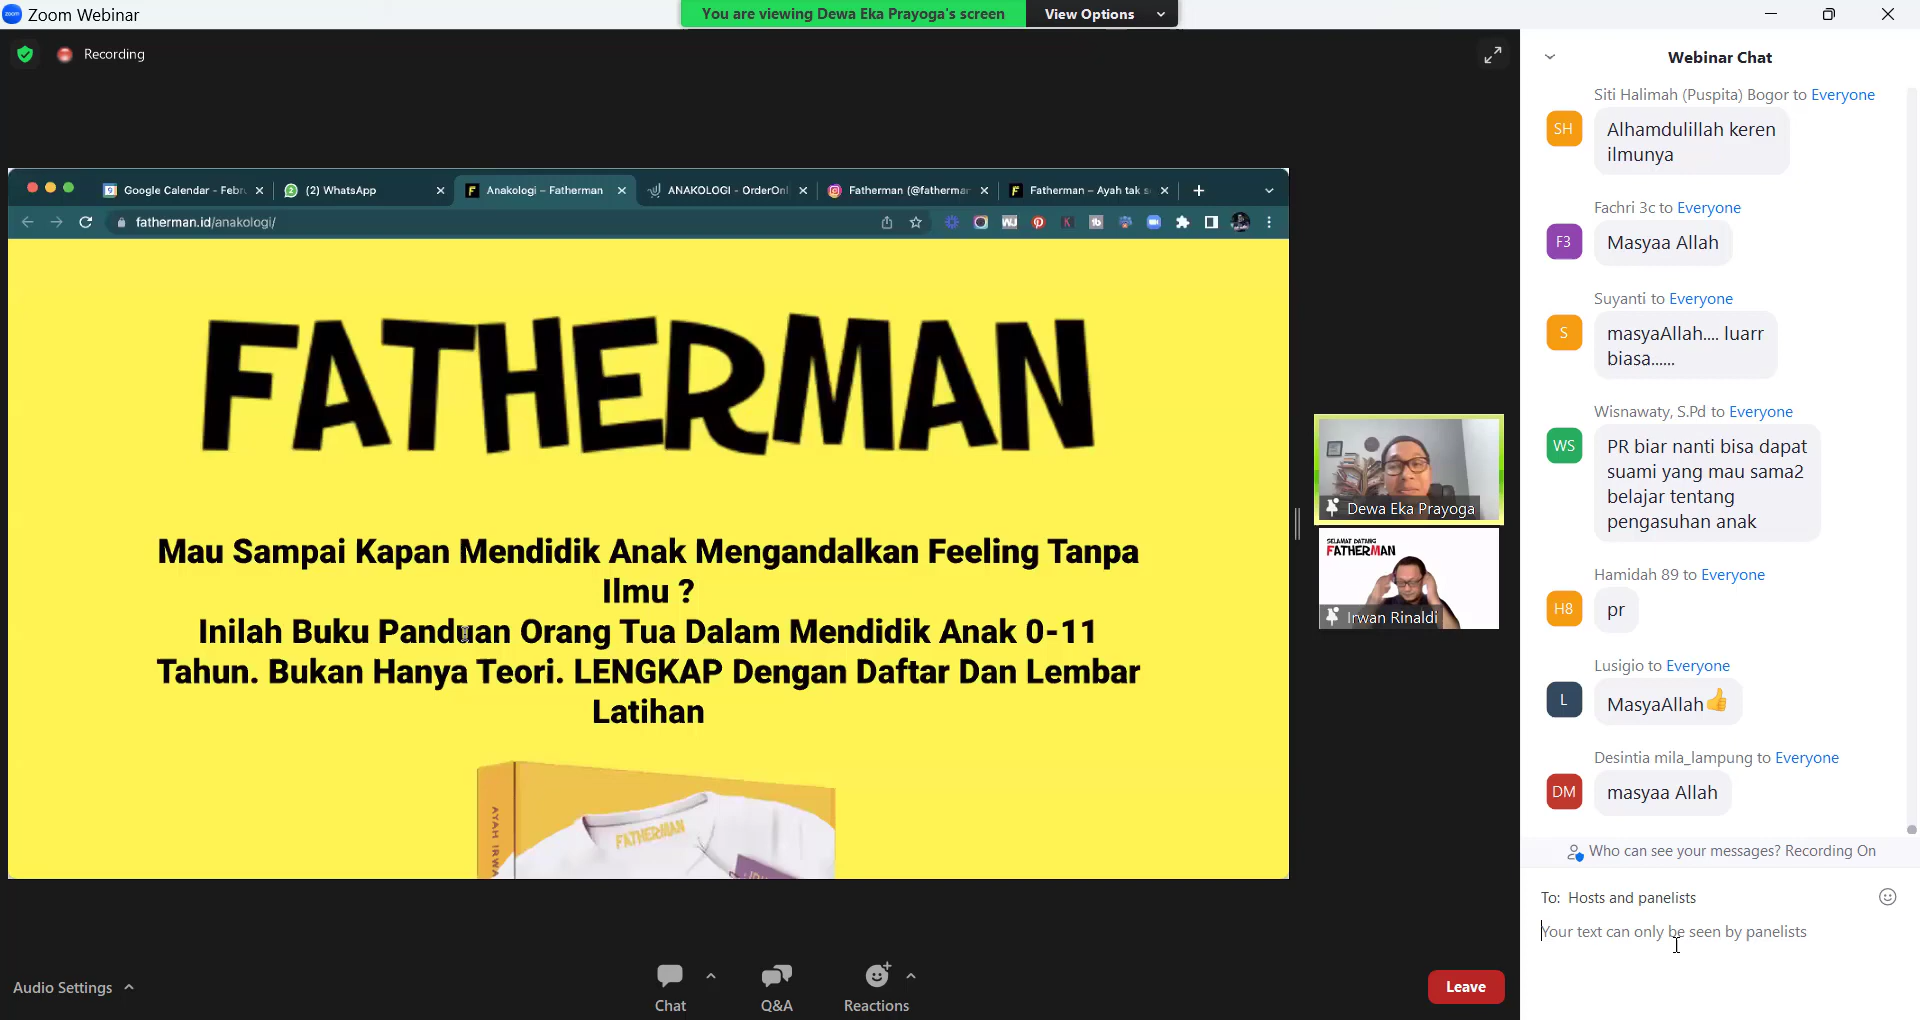 Zoom Webinar
You are viewing Dewa Eka Prayoga's screen
View Options
Recording
Google Calendar - Febru
(2) WhatsApp
Anakologi – Fatherman
ANAKOLOGI - OrderOnl
Fatherman (@fatherman
Fatherman – Ayah tak s
fatherman.id/anakologi/
FATHERMAN
Mau Sampai Kapan Mendidik Anak Mengandalkan Feeling Tanpa
Ilmu ?
Inilah Buku Panduan Orang Tua Dalam Mendidik Anak 0-11
Tahun. Bukan Hanya Teori. LENGKAP Dengan Daftar Dan Lembar
Latihan
AYAH IRWA
FATHERMAN
Dewa Eka Prayoga
SELAMAT DATANG
FATHERMAN
Irwan Rinaldi
Webinar Chat
Siti Halimah (Puspita) Bogor to Everyone
SH
Alhamdulillah keren
ilmunya
Fachri 3c to Everyone
F3
Masyaa Allah
Suyanti to Everyone
S
masyaAllah.... luarr
biasa......
Wisnawaty, S.Pd to Everyone
WS
PR biar nanti bisa dapat
suami yang mau sama2
belajar tentang
pengasuhan anak
Hamidah 89 to Everyone
H8
pr
Lusigio to Everyone
L
MasyaAllah👍
Desintia mila_lampung to Everyone
DM
masyaa Allah
Who can see your messages? Recording On
To: Hosts and panelists
Your text can only be seen by panelists
Audio Settings
Chat
Q&A
Reactions
Leave